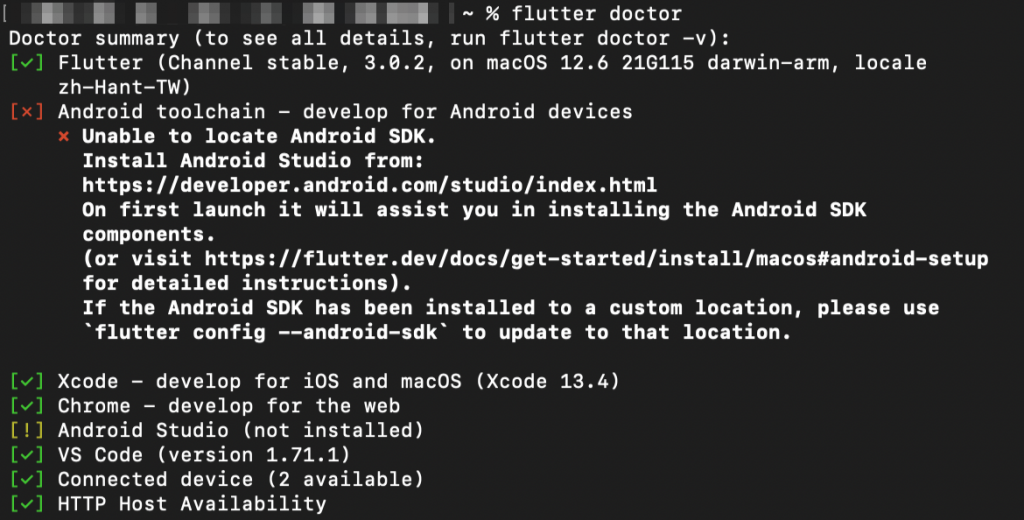 [ ~ % flutter doctor
Doctor summary (to see all details, run flutter doctor -v):
[✓] Flutter (Channel stable, 3.0.2, on macOS 12.6 21G115 darwin-arm, locale
zh-Hant-TW)
[✗] Android toolchain - develop for Android devices
✗ Unable to locate Android SDK.
Install Android Studio from:
https://developer.android.com/studio/index.html
On first launch it will assist you in installing the Android SDK
components.
(or visit https://flutter.dev/docs/get-started/install/macos#android-setup
for detailed instructions).
If the Android SDK has been installed to a custom location, please use
`flutter config --android-sdk` to update to that location.
[✓] Xcode - develop for iOS and macOS (Xcode 13.4)
[✓] Chrome - develop for the web
[!] Android Studio (not installed)
[✓] VS Code (version 1.71.1)
[✓] Connected device (2 available)
[✓] HTTP Host Availability